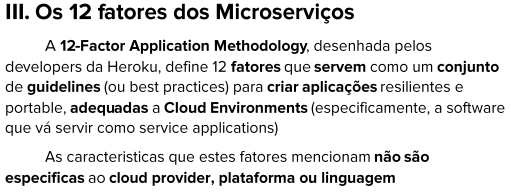 III. Os 12 fatores dos Microserviços
A 12-Factor Application Methodology, desenhada pelos
developers da Heroku, define 12 fatores que servem como um conjunto
de guidelines (ou best practices) para criar aplicações resilientes e
portable, adequadas a Cloud Environments (especificamente, a software
que vá servir como service applications)
As caracteristicas que estes fatores mencionam não são
especificas ao cloud provider, plataforma ou linguagem